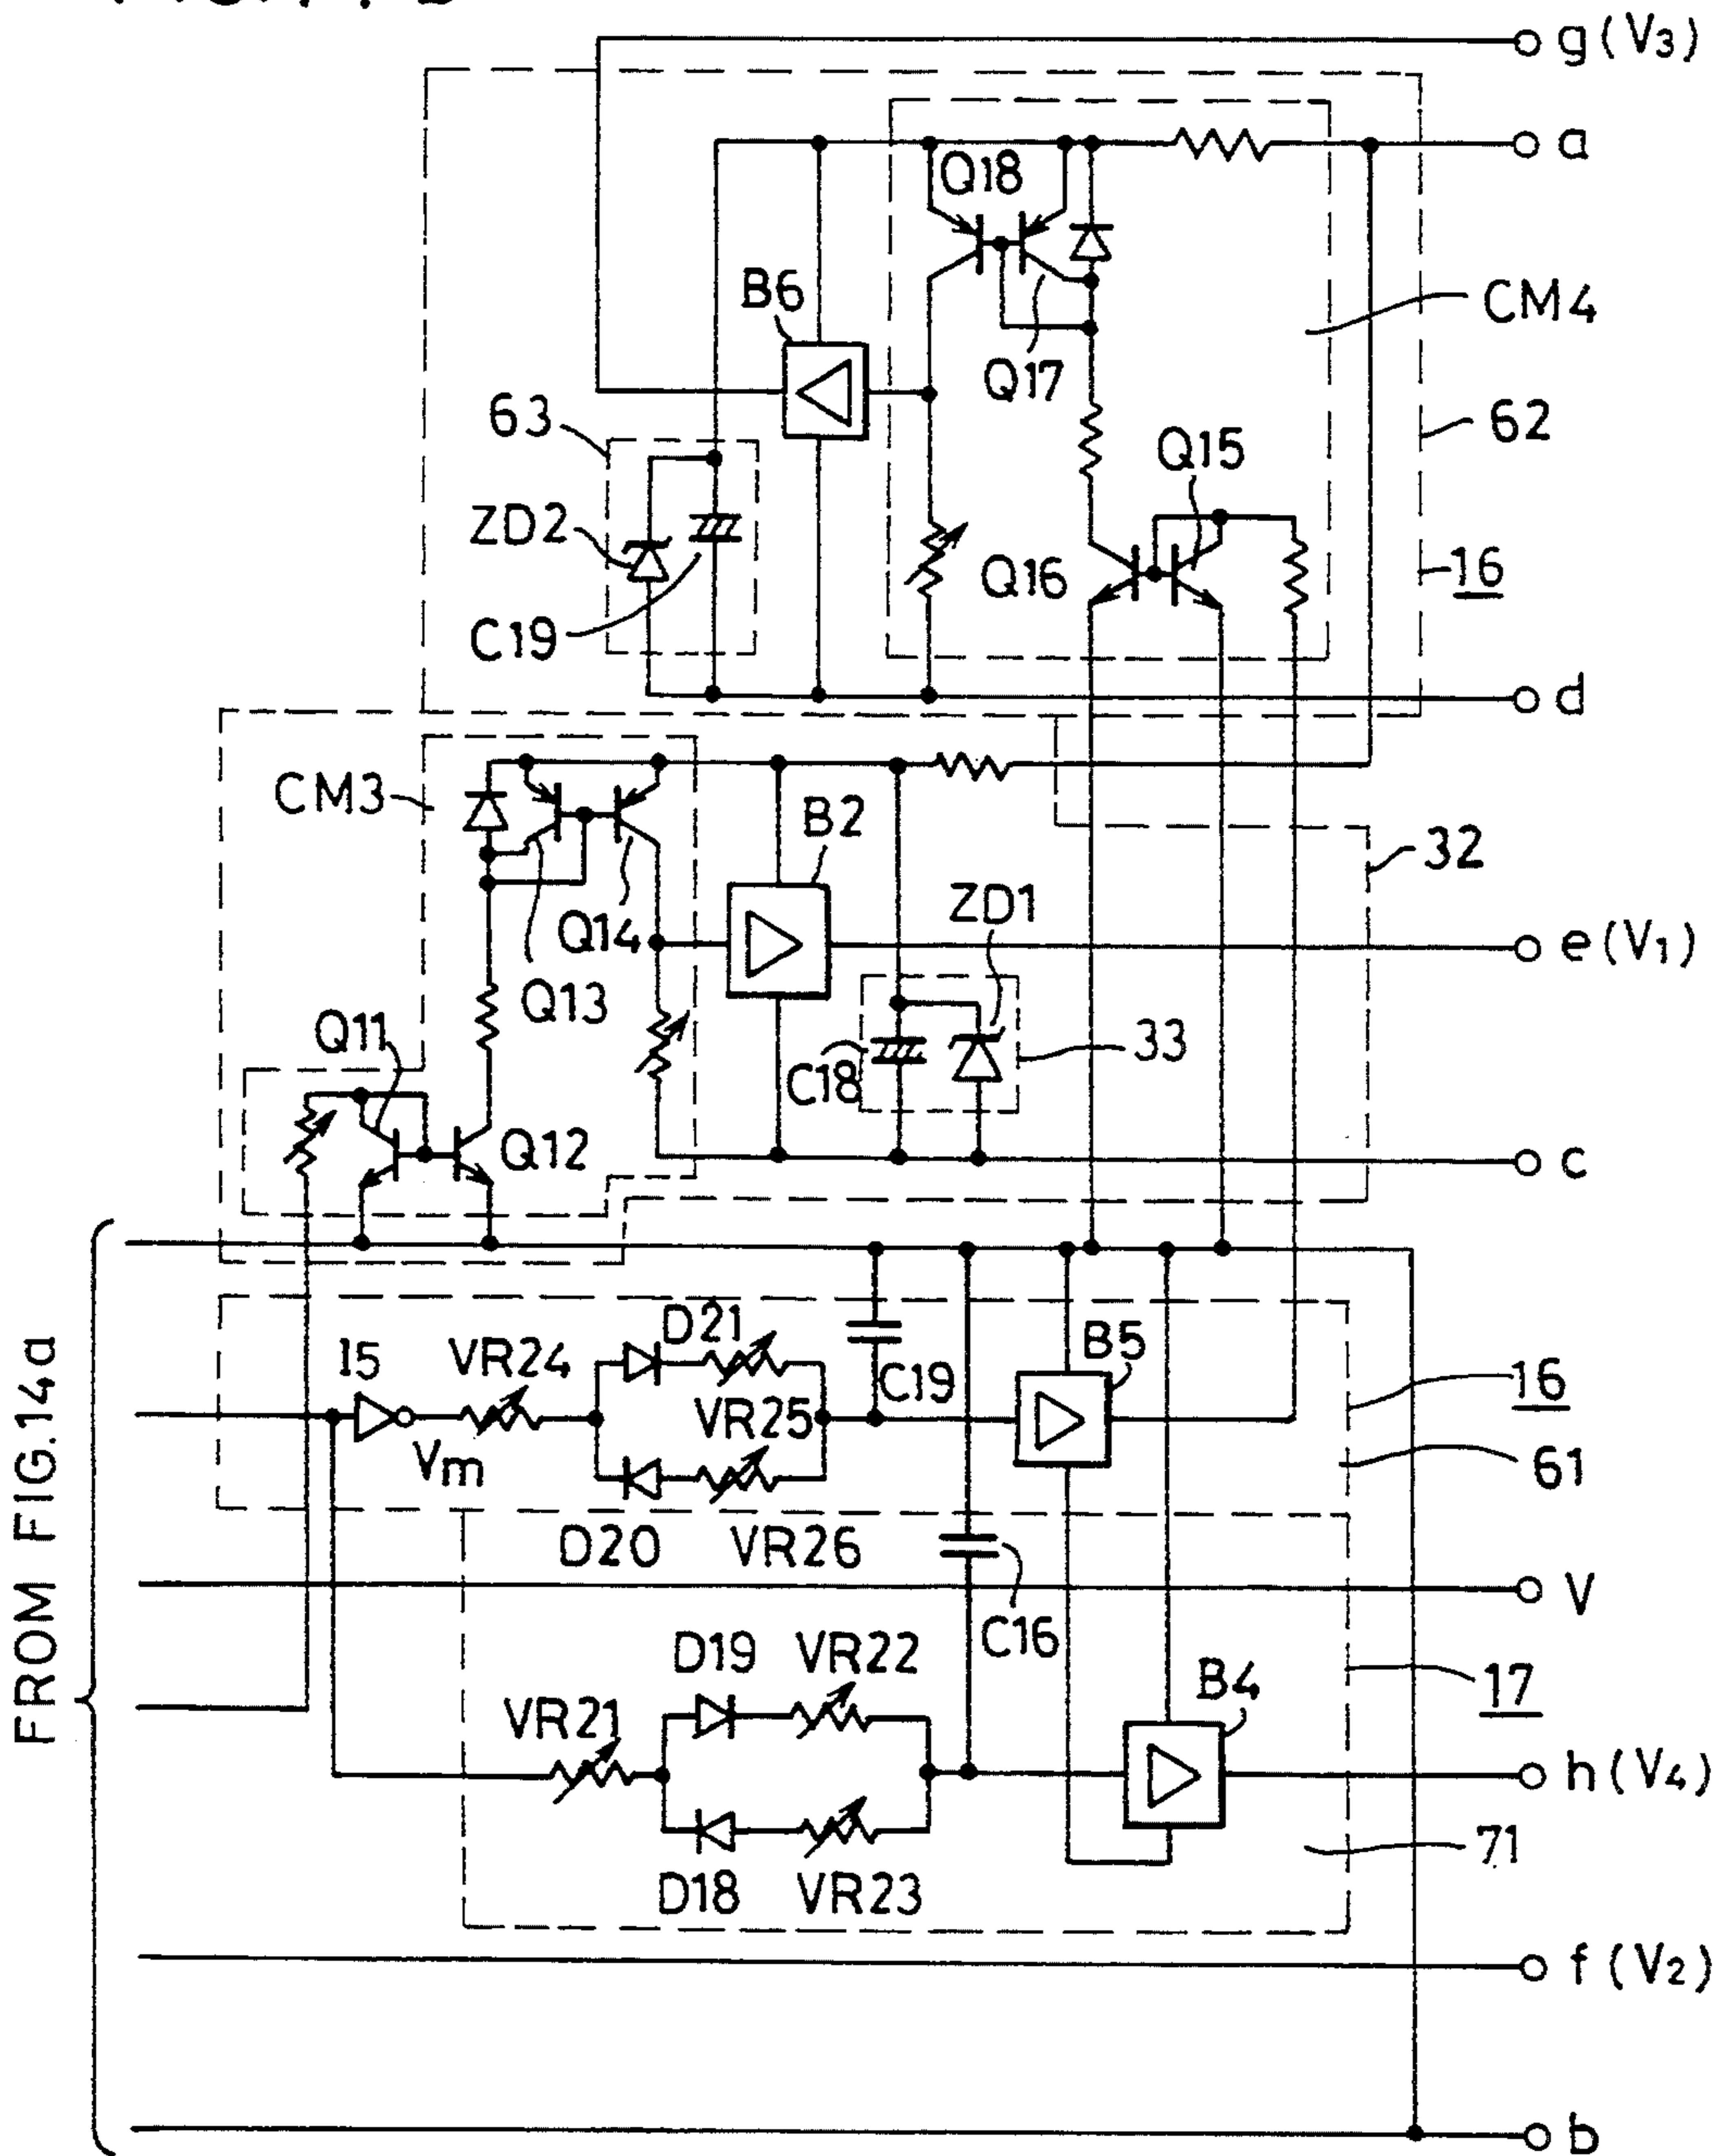 g (V3)
a
Q18
B6
CM4
Q17
63
62
Q15
ZD2
Q16
16
C19
d
CM3
B2
32
ZD1
Q14
e (V1)
Q13
Q11
33
C18
Q12
c
D21
B5
I5
VR24
C19
16
VR25
Vm
61
D20
VR26
V
C16
D19
VR22
B4
17
VR21
h (V4)
71
D18
VR23
f (V2)
b
FROM FIG.14a